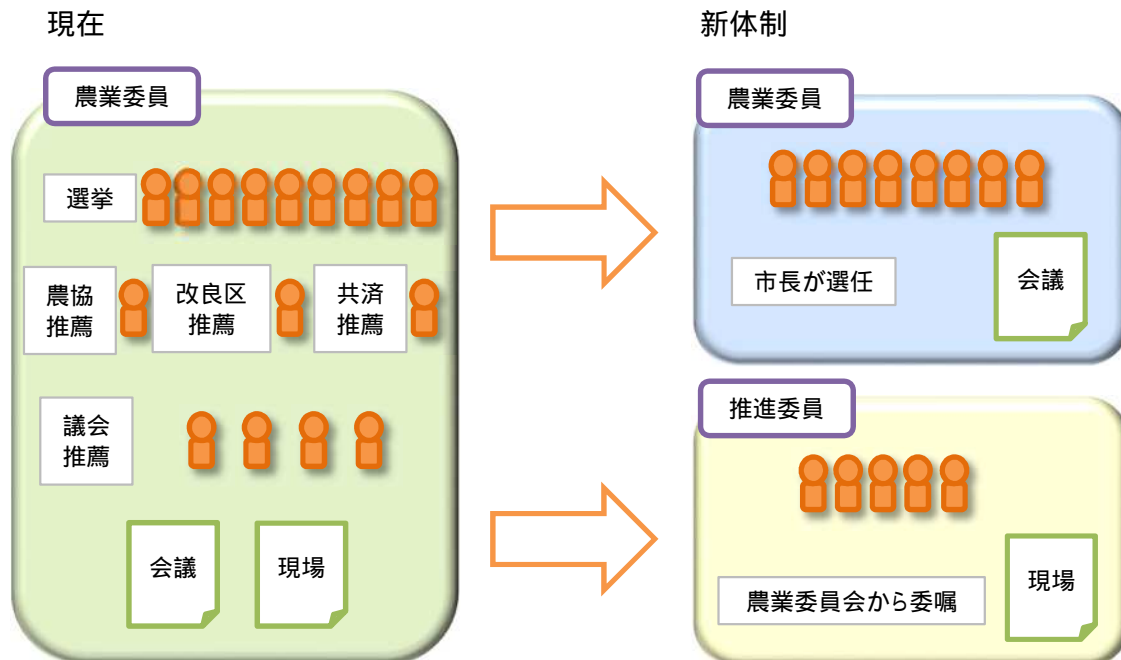 現在
新体制
農業委員
選挙
農協
推薦
改良区
推薦
共済
推薦
議会
推薦
会議
現場
農業委員
市長が選任
会議
推進委員
農業委員会から委嘱
現場